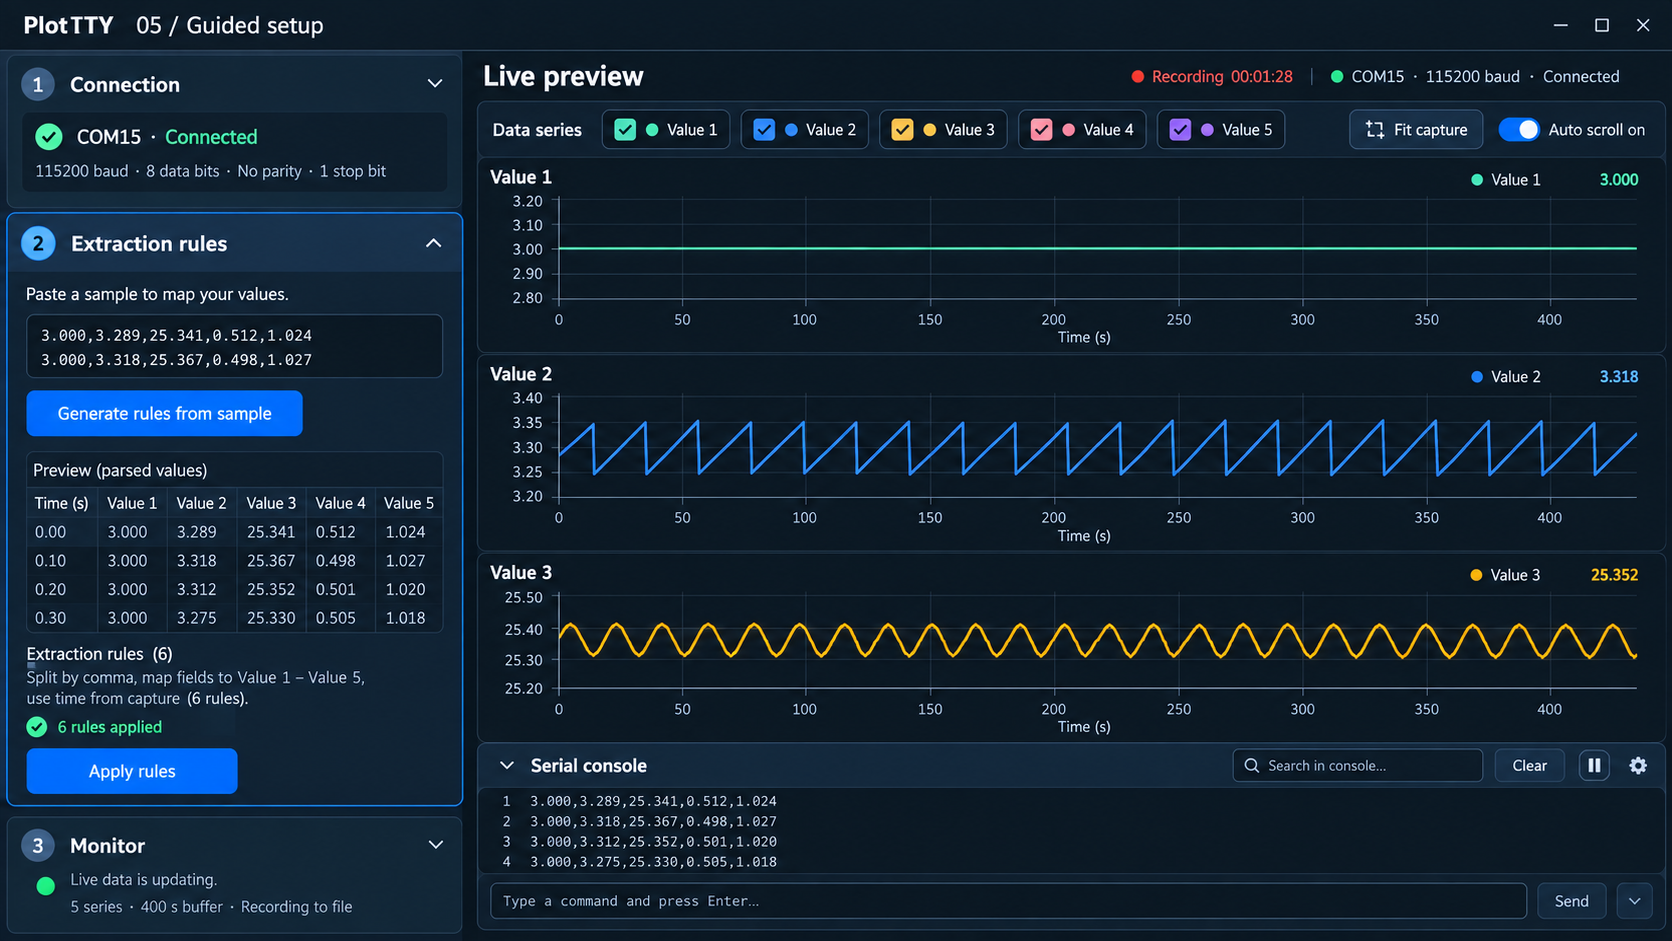 PlotTTY 05 / Guided setup
1 Connection
COM15 · Connected
115200 baud · 8 data bits · No parity · 1 stop bit
2 Extraction rules
Paste a sample to map your values.
3.000,3.289,25.341,0.512,1.024
3.000,3.318,25.367,0.498,1.027
Generate rules from sample
Preview (parsed values)
Time (s) Value 1 Value 2 Value 3 Value 4 Value 5
0.00 3.000 3.289 25.341 0.512 1.024
0.10 3.000 3.318 25.367 0.498 1.027
0.20 3.000 3.312 25.352 0.501 1.020
0.30 3.000 3.275 25.330 0.505 1.018
Extraction rules (6)
Split by comma, map fields to Value 1 – Value 5,
use time from capture (6 rules).
6 rules applied
Apply rules
3 Monitor
Live data is updating.
5 series · 400 s buffer · Recording to file
Live preview
Recording 00:01:28 | COM15 · 115200 baud · Connected
Data series Value 1 Value 2 Value 3 Value 4 Value 5 Fit capture Auto scroll on
Value 1
Value 1 3.000
3.20
3.10
3.00
2.90
2.80
0 50 100 150 200 250 300 350 400
Time (s)
Value 2
Value 2 3.318
3.40
3.35
3.30
3.25
3.20
0 50 100 150 200 250 300 350 400
Time (s)
Value 3
Value 3 25.352
25.50
25.40
25.30
25.20
0 50 100 150 200 250 300 350 400
Time (s)
Serial console Search in console... Clear
1 3.000,3.289,25.341,0.512,1.024
2 3.000,3.318,25.367,0.498,1.027
3 3.000,3.312,25.352,0.501,1.020
4 3.000,3.275,25.330,0.505,1.018
Type a command and press Enter... Send